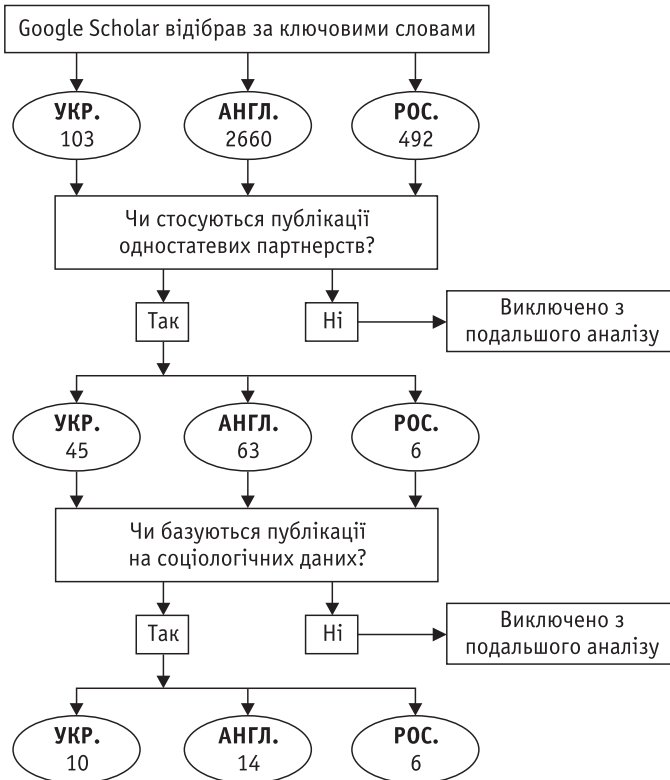 Google Scholar відібрав за ключовими словами
УКР.
103
АНГЛ.
2660
РОС.
492
Чи стосуються публікації
одностатевих партнерств?
Так
Ні
Виключено з
подальшого аналізу
УКР.
45
АНГЛ.
63
РОС.
6
Чи базуються публікації
на соціологічних даних?
Так
Ні
Виключено з
подальшого аналізу
УКР.
10
АНГЛ.
14
РОС.
6